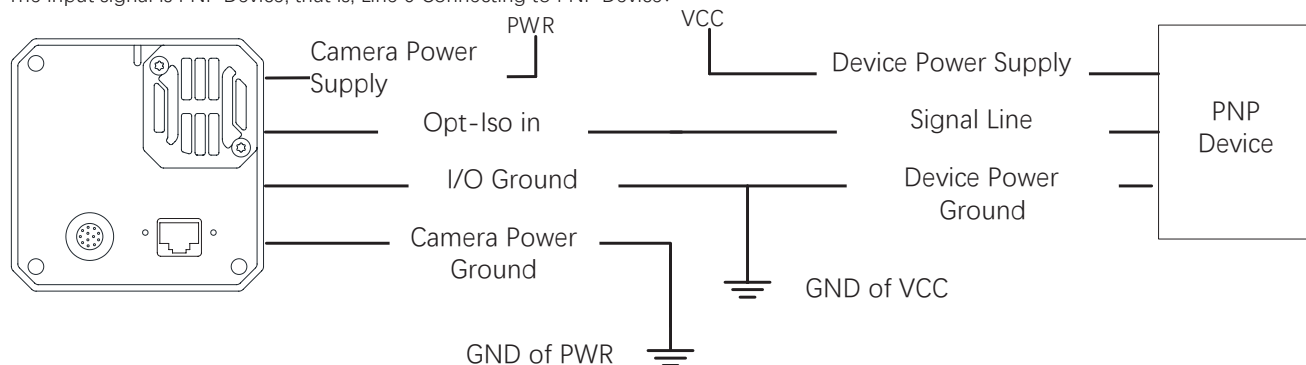 The input signal is PNP Device, that is, Line 0 Connecting to PNP Device:
PWR
VCC
Camera Power
Supply
Device Power Supply
Opt-Iso in
Signal Line
PNP
Device
I/O Ground
Device Power
Ground
Camera Power
Ground
GND of VCC
GND of PWR